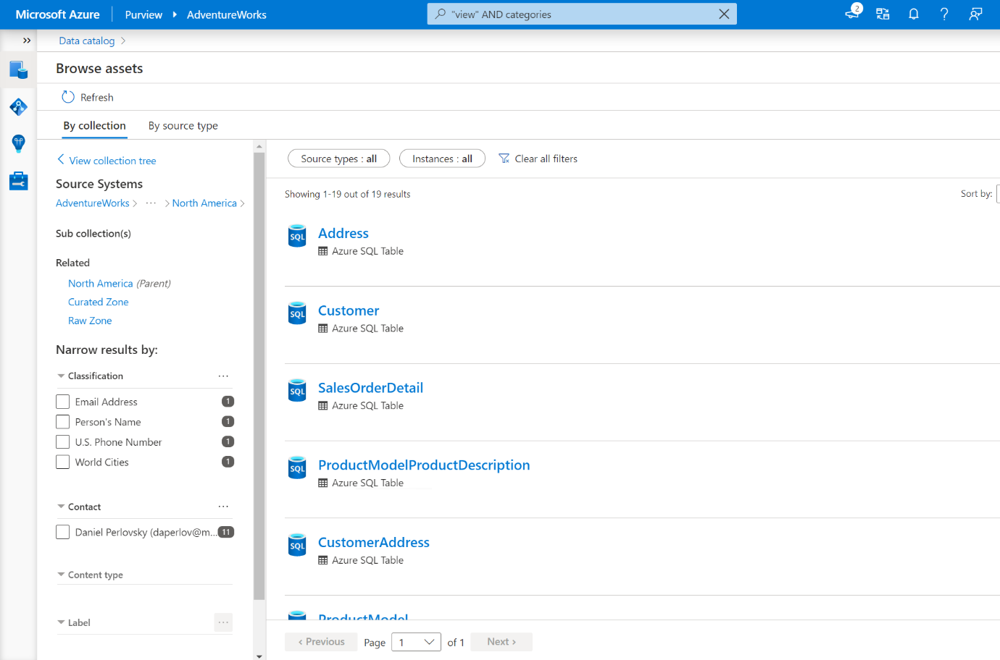 Microsoft Azure Purview AdventureWorks "view" AND categories 2
Data catalog
Browse assets
Refresh
By collection By source type
View collection tree
Source Systems
AdventureWorks ··· North America
Sub collection(s)
Related
North America (Parent)
Curated Zone
Raw Zone
Narrow results by:
Classification ···
Email Address 1
Person's Name 1
U.S. Phone Number 1
World Cities 1
Contact ···
Daniel Perlovsky (daperlov@m... 11
Content type
Label ···
Source types : all Instances : all Clear all filters
Showing 1-19 out of 19 results Sort by:
SQL Address
Azure SQL Table
SQL Customer
Azure SQL Table
SQL SalesOrderDetail
Azure SQL Table
SQL ProductModelProductDescription
Azure SQL Table
SQL CustomerAddress
Azure SQL Table
ProductModel
‹ Previous Page 1 of 1 Next ›